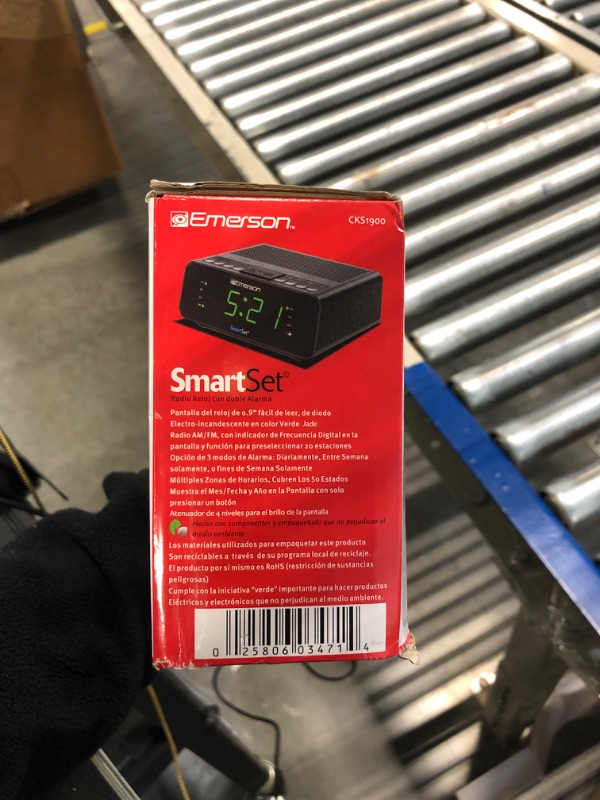 Emerson™
CKS1900
Emerson
5:21
SmartSet®
SmartSet®
Radio Reloj con doble Alarma
Pantalla del reloj de 0.9" fácil de leer, de diodo
Electro-incandescente en color Verde Jade
Radio AM/FM, con indicador de Frecuencia Digital en la
pantalla y función para preseleccionar 20 estaciones
Opción de 3 modos de Alarma: Diariamente, Entre Semana
solamente, o fines de Semana Solamente
Múltiples Zonas de Horarios, Cubren Los 50 Estados
Muestra el Mes/Fecha y Año en la Pantalla con solo
presionar un botón
Atenuador de 4 niveles para el brillo de la pantalla
Hecho con componentes y empaquetado que no perjudican al
medio ambiente
Los materiales utilizados para empaquetar este producto
Son reciclables a través de su programa local de reciclaje.
El producto por sí mismo es RoHS (restricción de sustancias
peligrosas)
Cumple con la iniciativa "verde" importante para hacer productos
Eléctricos y electrónicos que no perjudican al medio ambiente.
0 25806 03471 4